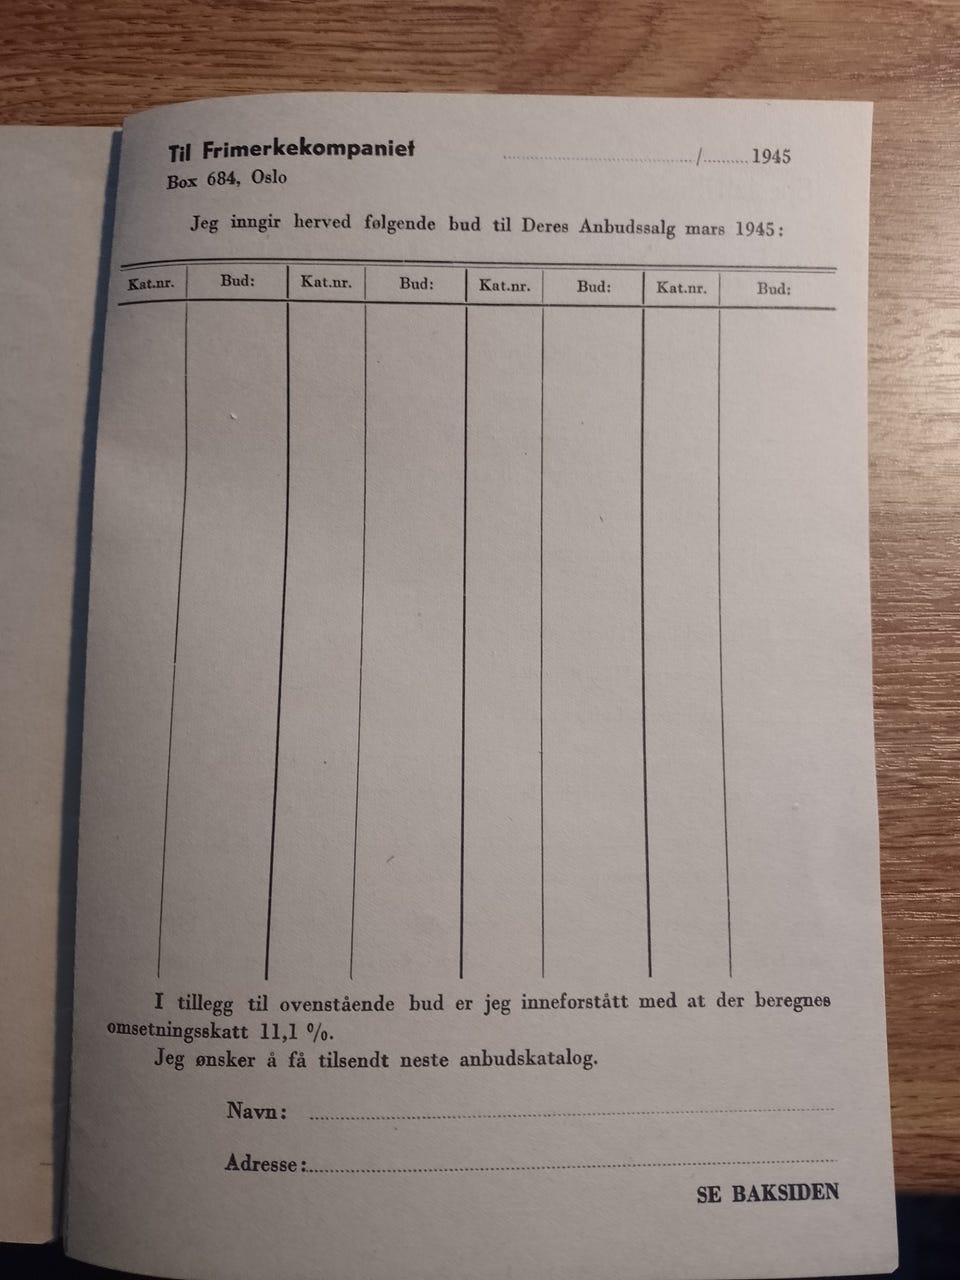 Til Frimerkekompaniet
............................../.......... 1945
Box 684, Oslo
Jeg inngir herved følgende bud til Deres Anbudssalg mars 1945:
Kat.nr. Bud: Kat.nr. Bud: Kat.nr. Bud: Kat.nr. Bud:
I tillegg til ovenstående bud er jeg inneforstått med at der beregnes
omsetningsskatt 11,1 %.
Jeg ønsker å få tilsendt neste anbudskatalog.
Navn: ............................................................
Adresse: ............................................................
SE BAKSIDEN